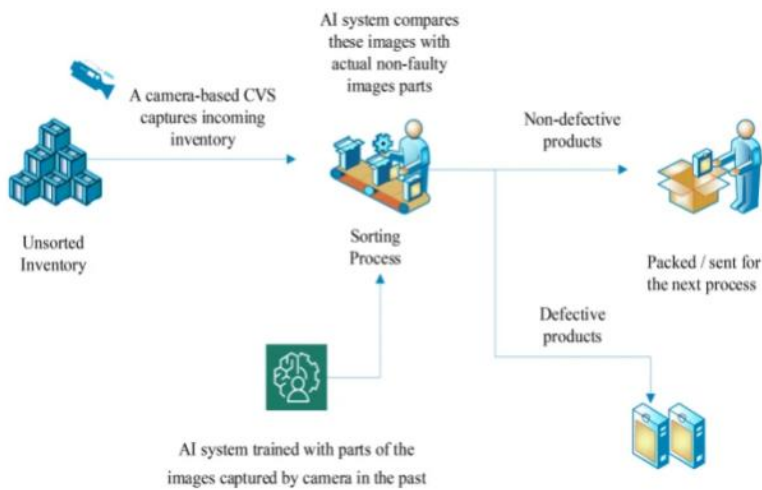 AI system compares
these images with
actual non-faulty
images parts
A camera-based CVS
captures incoming
inventory
Non-defective
products
Unsorted
Inventory
Sorting
Process
Packed / sent for
the next process
Defective
products
AI system trained with parts of the
images captured by camera in the past